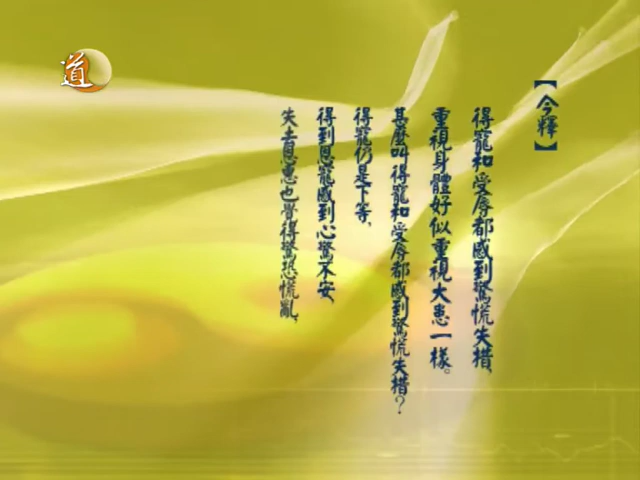 道
【今釋】
得寵和受辱都感到驚慌失措，
重視身體好似重視大患一樣。
甚麼叫得寵和受辱都感到驚慌失措？
得寵仍是下等，
得到恩寵感到心驚不安，
失去恩惠也覺得驚恐慌亂，